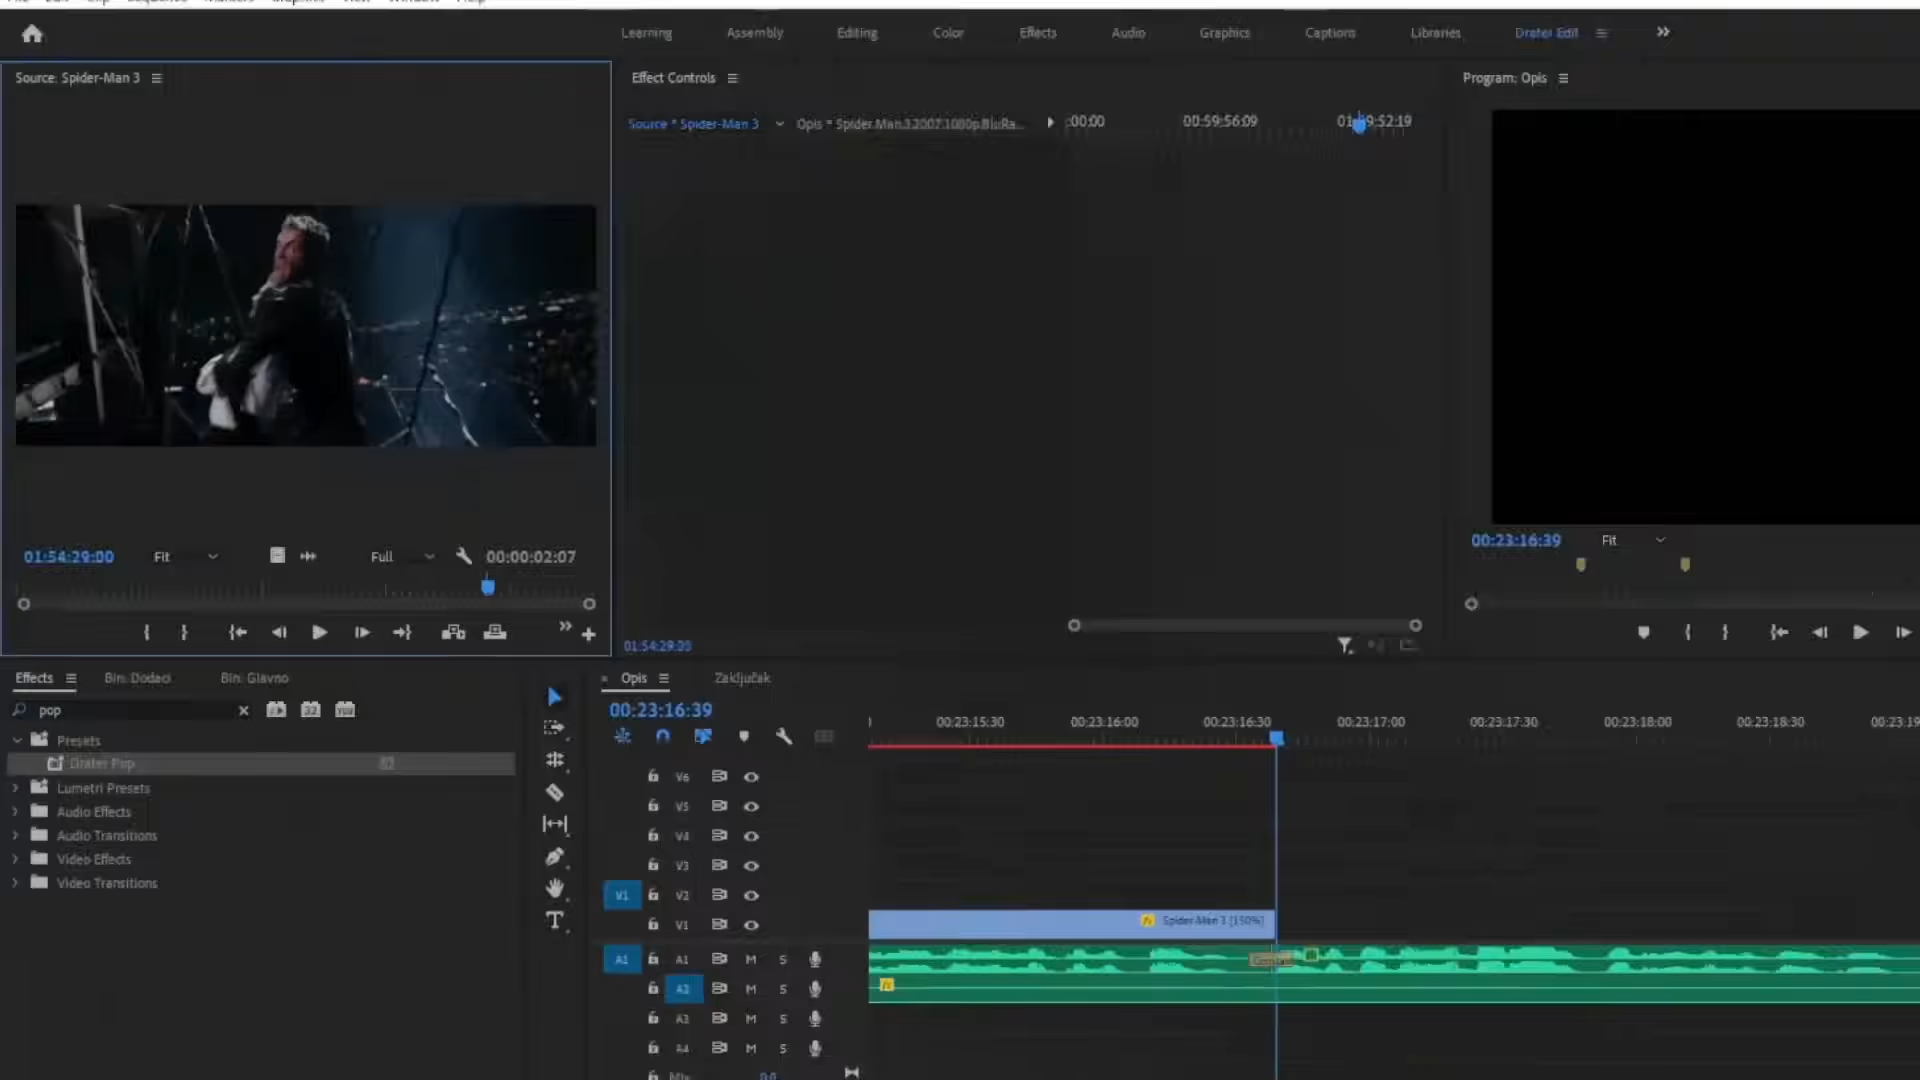 Learning Assembly Editing Color Effects Audio Graphics Captions Libraries Drater Edit
Source: Spider-Man 3
Effect Controls
Program: Opis
Source * Spider-Man 3
Opis * Spider.Man.3.2007.1080p.BluRa...
:00:00
00:59:56:09
01:54:29:00
Fit
Full
00:00:02:07
01:54:29:00
00:23:16:39
Fit
Effects
Bin: Dodaci
Bin: Glavno
pop
Presets
Drater Pop
Lumetri Presets
Audio Effects
Audio Transitions
Video Effects
Video Transitions
Opis
Zaključak
00:23:16:39
00:23:15:30 00:23:16:00 00:23:16:30 00:23:17:00 00:23:17:30 00:23:18:00 00:23:18:30 00:23:19
V6
V5
V4
V3
V1 V2
V1
Spider-Man 3 [150%]
A1 A1 M S
A2 M S
A3 M S
A4 M S
Mix 0.0